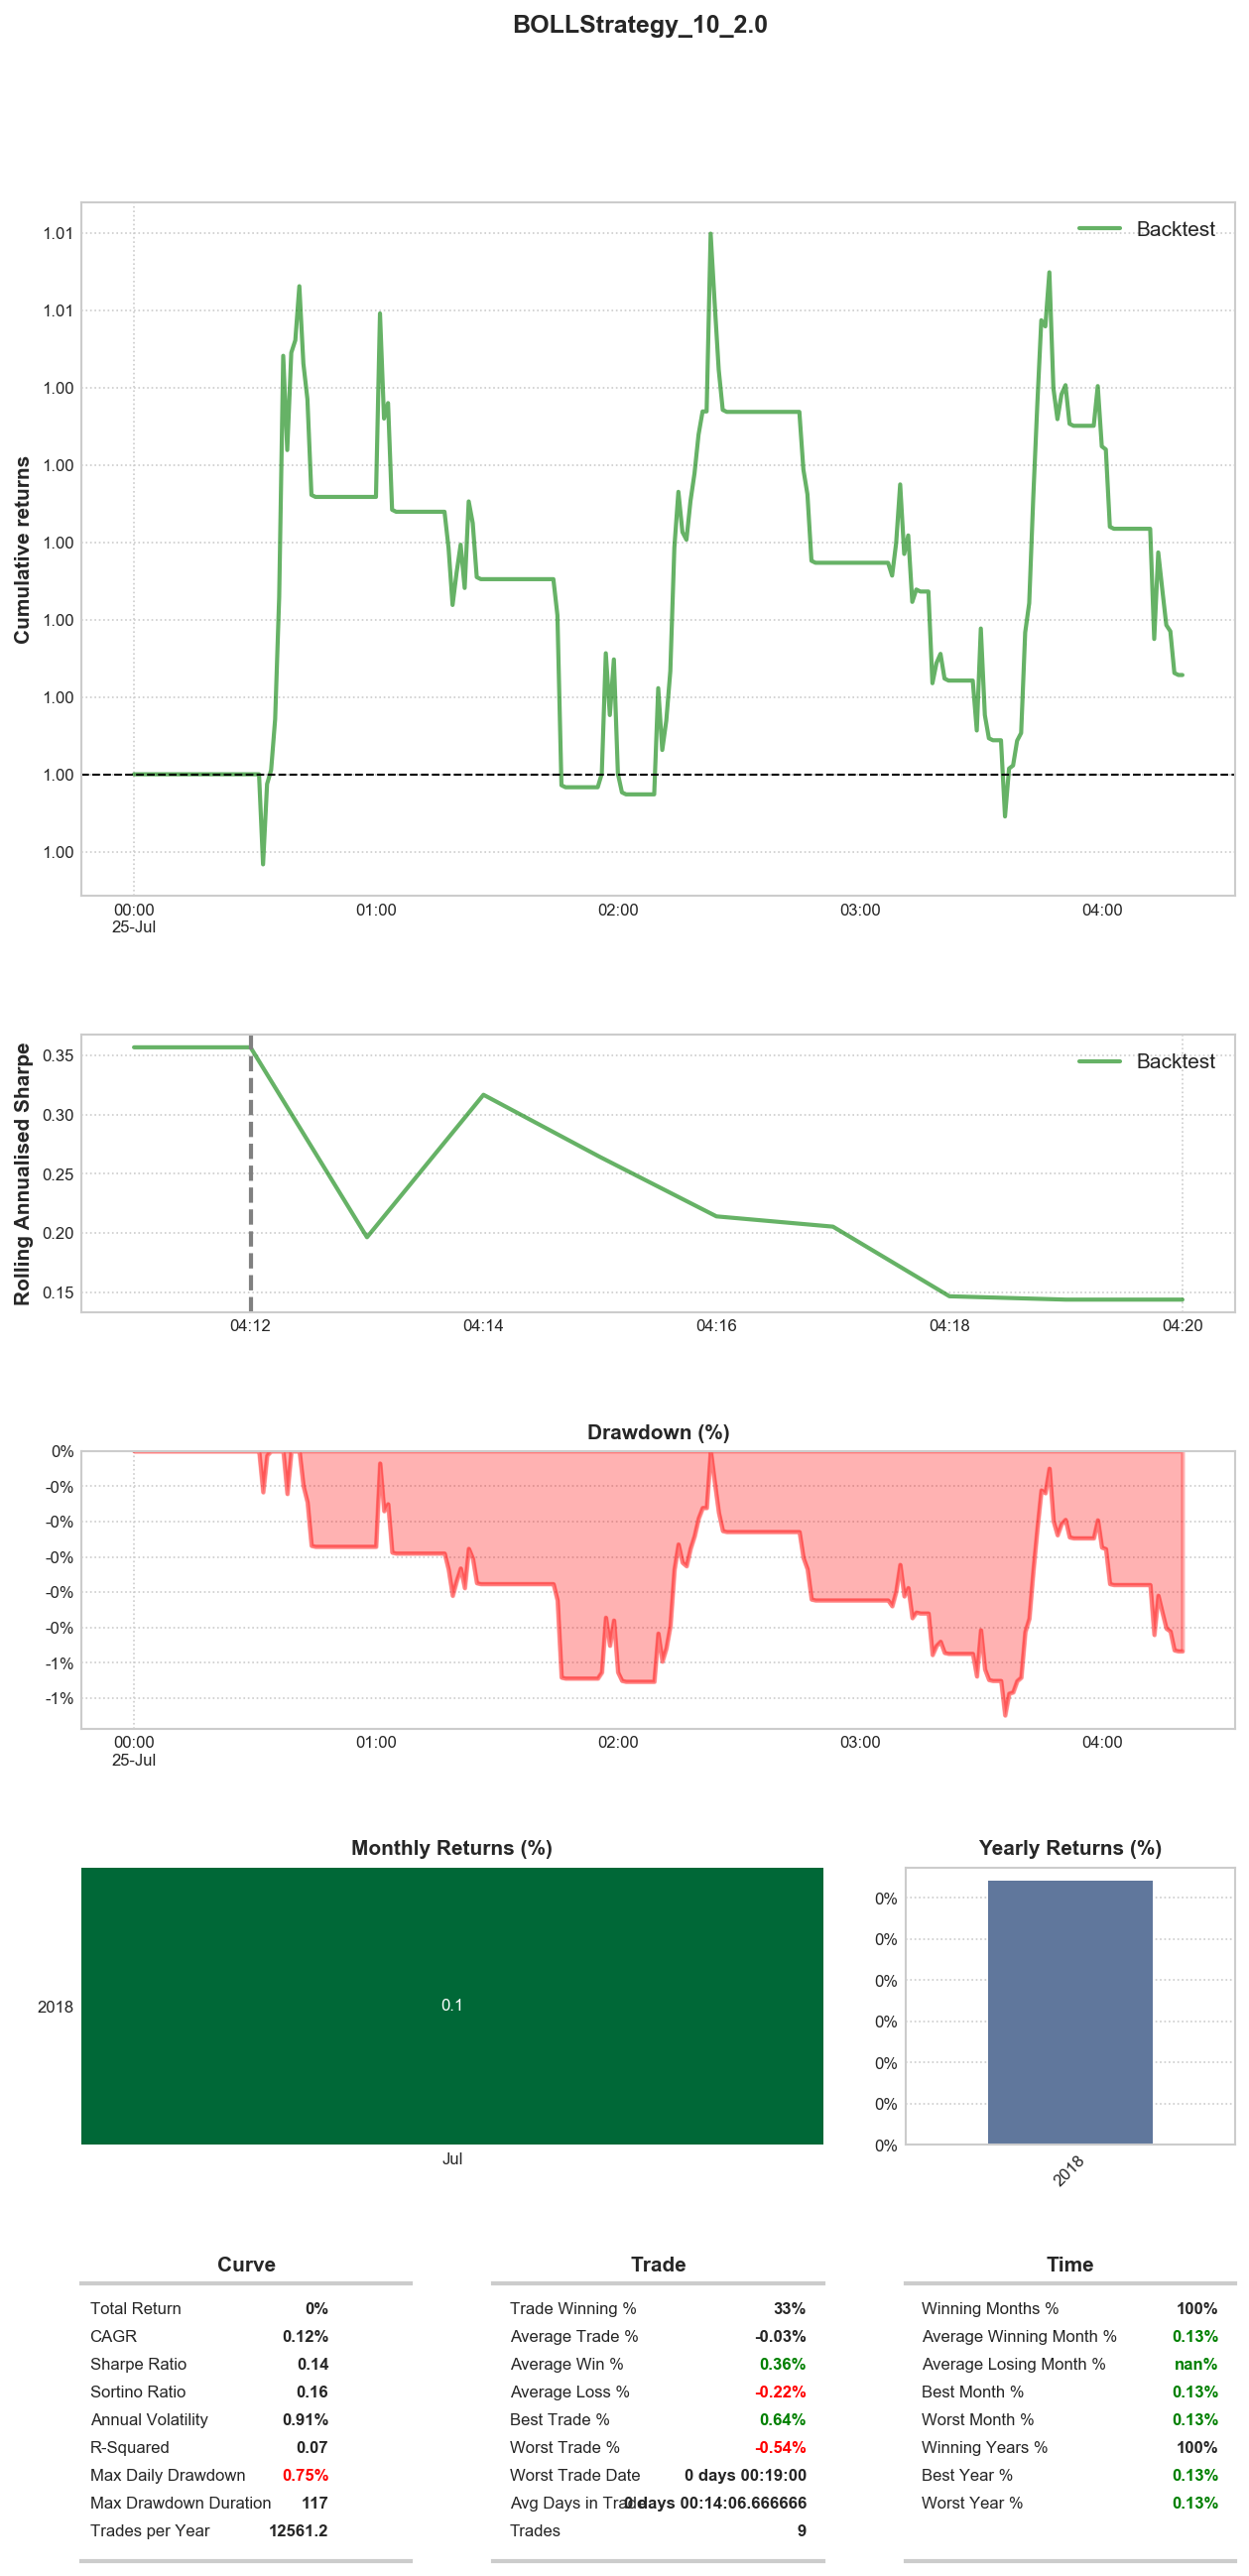 BOLLStrategy_10_2.0
Cumulative returns
1.01
1.01
1.00
1.00
1.00
1.00
1.00
1.00
1.00
Backtest
00:00 01:00 02:00 03:00 04:00
25-Jul
Rolling Annualised Sharpe
0.35
0.30
0.25
0.20
0.15
Backtest
04:12 04:14 04:16 04:18 04:20
Drawdown (%)
0%
-0%
-0%
-0%
-0%
-0%
-1%
-1%
00:00 01:00 02:00 03:00 04:00
25-Jul
Monthly Returns (%)
2018
0.1
Jul
Yearly Returns (%)
0%
0%
0%
0%
0%
0%
0%
2018
Curve
Total Return 0%
CAGR 0.12%
Sharpe Ratio 0.14
Sortino Ratio 0.16
Annual Volatility 0.91%
R-Squared 0.07
Max Daily Drawdown 0.75%
Max Drawdown Duration 117
Trades per Year 12561.2
Trade
Trade Winning % 33%
Average Trade % -0.03%
Average Win % 0.36%
Average Loss % -0.22%
Best Trade % 0.64%
Worst Trade % -0.54%
Worst Trade Date 0 days 00:19:00
Avg Days in Trade 0 days 00:14:06.666666
Trades 9
Time
Winning Months % 100%
Average Winning Month % 0.13%
Average Losing Month % nan%
Best Month % 0.13%
Worst Month % 0.13%
Winning Years % 100%
Best Year % 0.13%
Worst Year % 0.13%